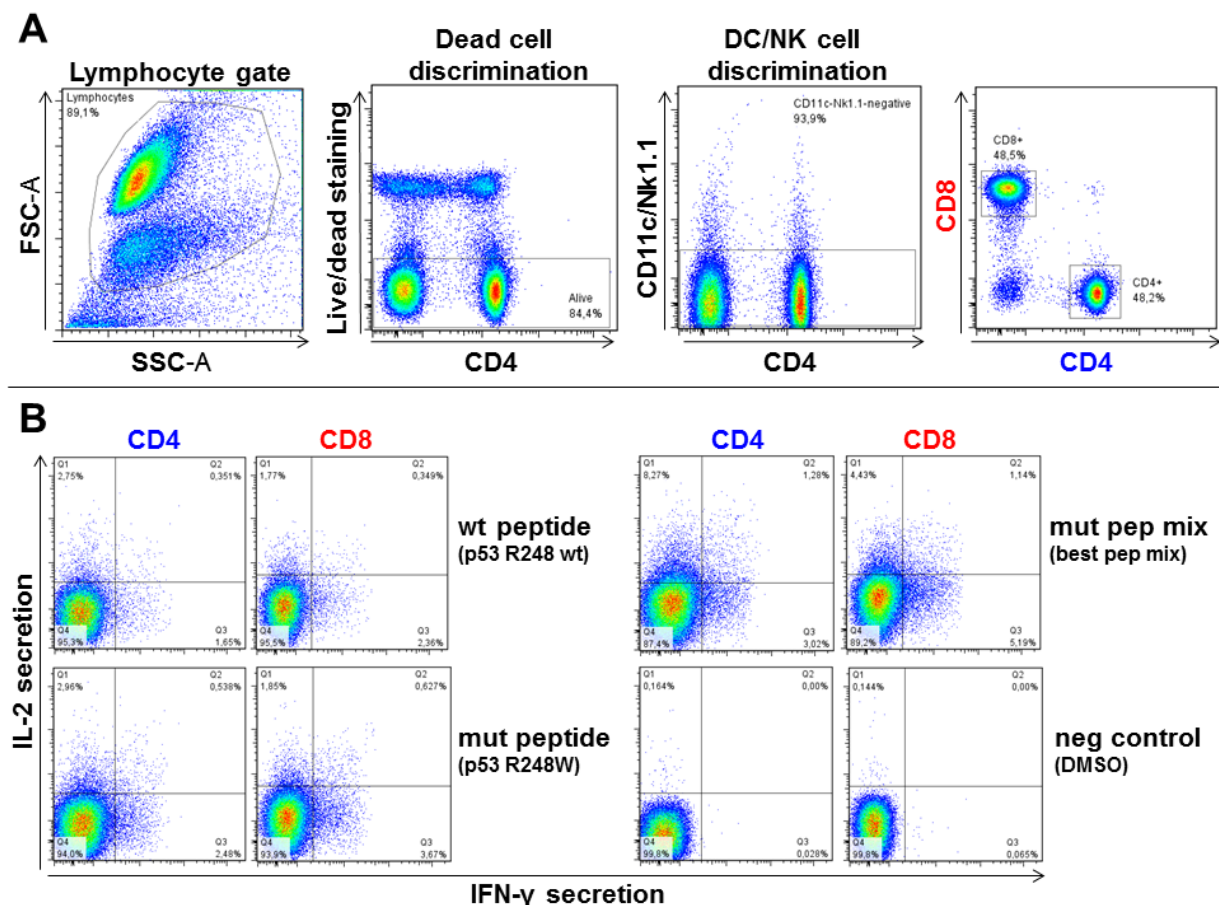 A
Lymphocyte gate
Dead cell
discrimination
DC/NK cell
discrimination
Lymphocytes
89,1%
FSC-A
SSC-A
Live/dead staining
Alive
84,4%
CD4
CD11c/Nk1.1
CD11c-Nk1.1-negative
93,9%
CD4
CD8
CD8+
48,5%
CD4+
48,2%
CD4
B
CD4
CD8
CD4
CD8
IL-2 secretion
Q1
2,75%
Q2
0,351%
Q4
95,3%
Q3
1,65%
Q1
1,77%
Q2
0,349%
Q4
95,5%
Q3
2,36%
wt peptide
(p53 R248 wt)
Q1
8,27%
Q2
1,28%
Q4
87,4%
Q3
3,02%
Q1
4,43%
Q2
1,14%
Q4
89,2%
Q3
5,19%
mut pep mix
(best pep mix)
Q1
2,96%
Q2
0,538%
Q4
94,0%
Q3
2,48%
Q1
1,85%
Q2
0,627%
Q4
93,9%
Q3
3,67%
mut peptide
(p53 R248W)
Q1
0,164%
Q2
0,00%
Q4
99,8%
Q3
0,028%
Q1
0,144%
Q2
0,00%
Q4
99,8%
Q3
0,065%
neg control
(DMSO)
IFN-γ secretion